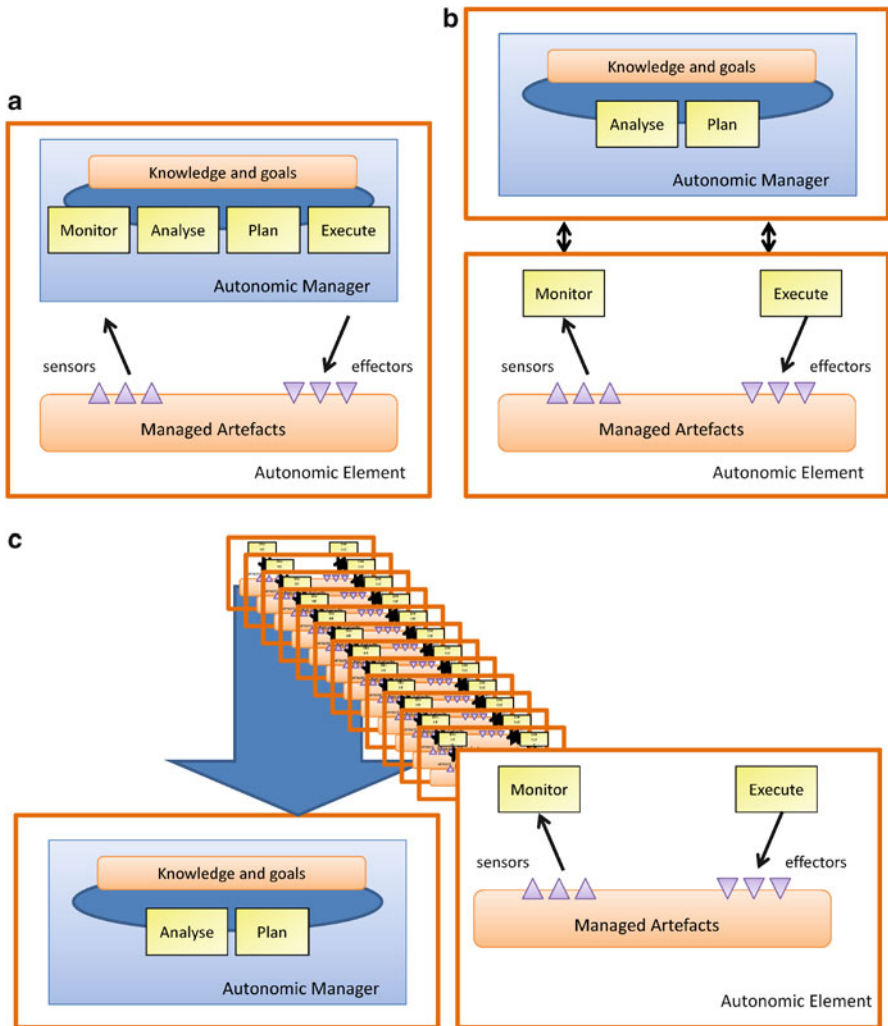 a
Knowledge and goals
Monitor
Analyse
Plan
Execute
Autonomic Manager
sensors
effectors
Managed Artefacts
Autonomic Element
b
Knowledge and goals
Analyse
Plan
Autonomic Manager
Monitor
Execute
sensors
effectors
Managed Artefacts
Autonomic Element
c
Knowledge and goals
Analyse
Plan
Autonomic Manager
Monitor
Execute
sensors
effectors
Managed Artefacts
Autonomic Element